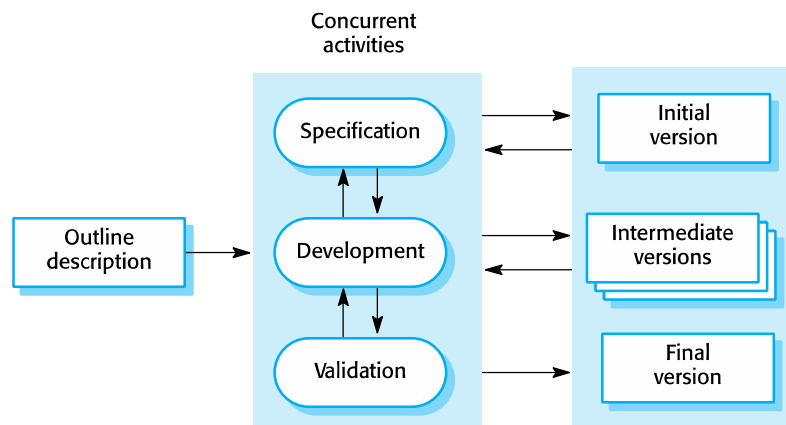 Concurrent
activities
Specification
Initial
version
Outline
description
Development
Intermediate
versions
Validation
Final
version